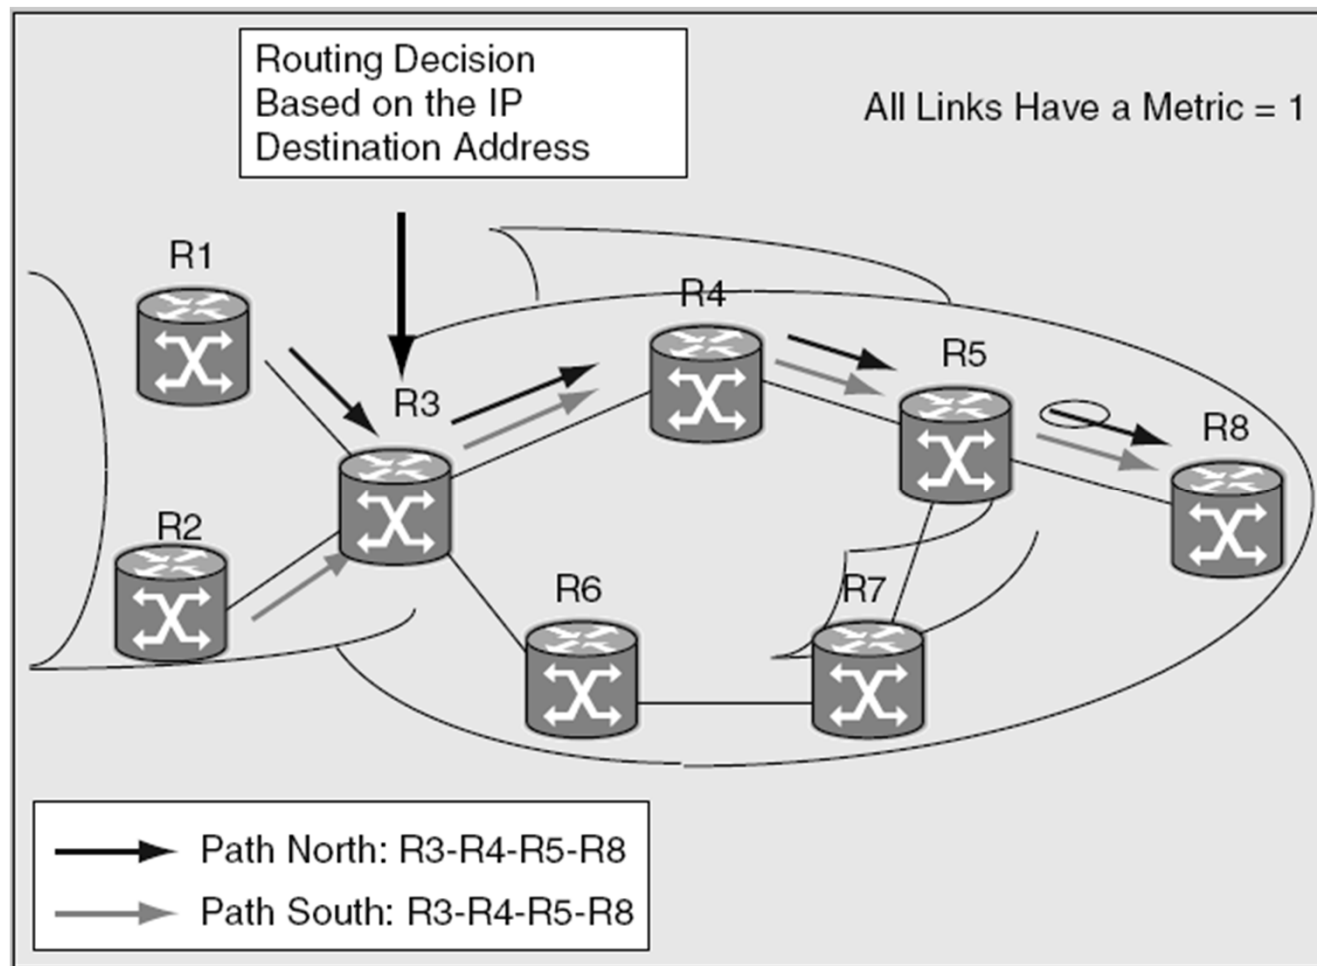 Routing Decision
Based on the IP
Destination Address
All Links Have a Metric = 1
R1
R4
R5
R3
R8
R2
R6
R7
Path North: R3-R4-R5-R8
Path South: R3-R4-R5-R8